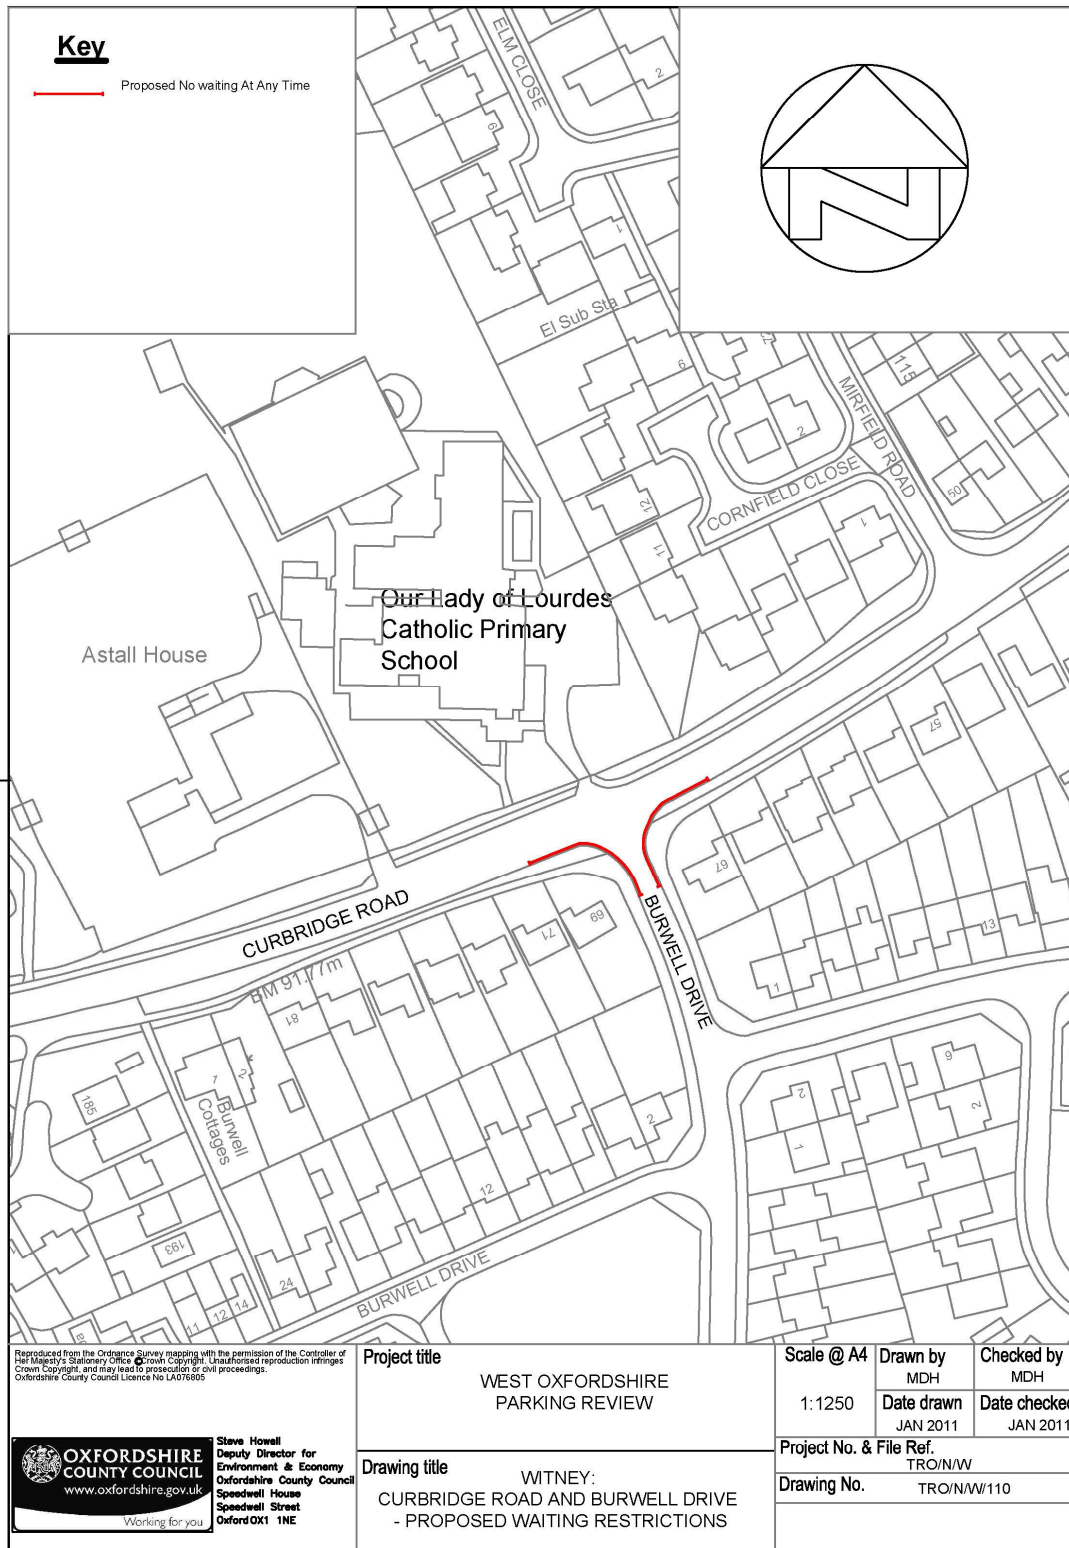 Key
Proposed No waiting At Any Time
ELM CLOSE
2
9
1
El Sub Sta
6
2
115
MIRFIELD ROAD
50
CORNFIELD CLOSE
12
11
1
Our Lady of Lourdes
Catholic Primary
School
Astall House
57
67
CURBRIDGE ROAD
BURWELL DRIVE
BM 91.77m
69
71
81
1
13
1
2
Burwell
Cottages
185
193
2
12
24
11
12
14
2
1
9
2
BURWELL DRIVE
Reproduced from the Ordnance Survey mapping with the permission of the Controller of
Her Majesty's Stationery Office © Crown Copyright. Unauthorised reproduction infringes
Crown Copyright, and may lead to prosecution or civil proceedings.
Oxfordshire County Council Licence No LA076805
OXFORDSHIRE
COUNTY COUNCIL
www.oxfordshire.gov.uk
Working for you
Steve Howell
Deputy Director for
Environment & Economy
Oxfordshire County Council
Speedwell House
Speedwell Street
Oxford OX1 1NE
Project title
WEST OXFORDSHIRE
PARKING REVIEW
Drawing title
WITNEY:
CURBRIDGE ROAD AND BURWELL DRIVE
- PROPOSED WAITING RESTRICTIONS
Scale @ A4
1:1250
Drawn by
MDH
Checked by
MDH
Date drawn
JAN 2011
Date checked
JAN 2011
Project No. & File Ref.
TRO/N/W
Drawing No.
TRO/N/W/110